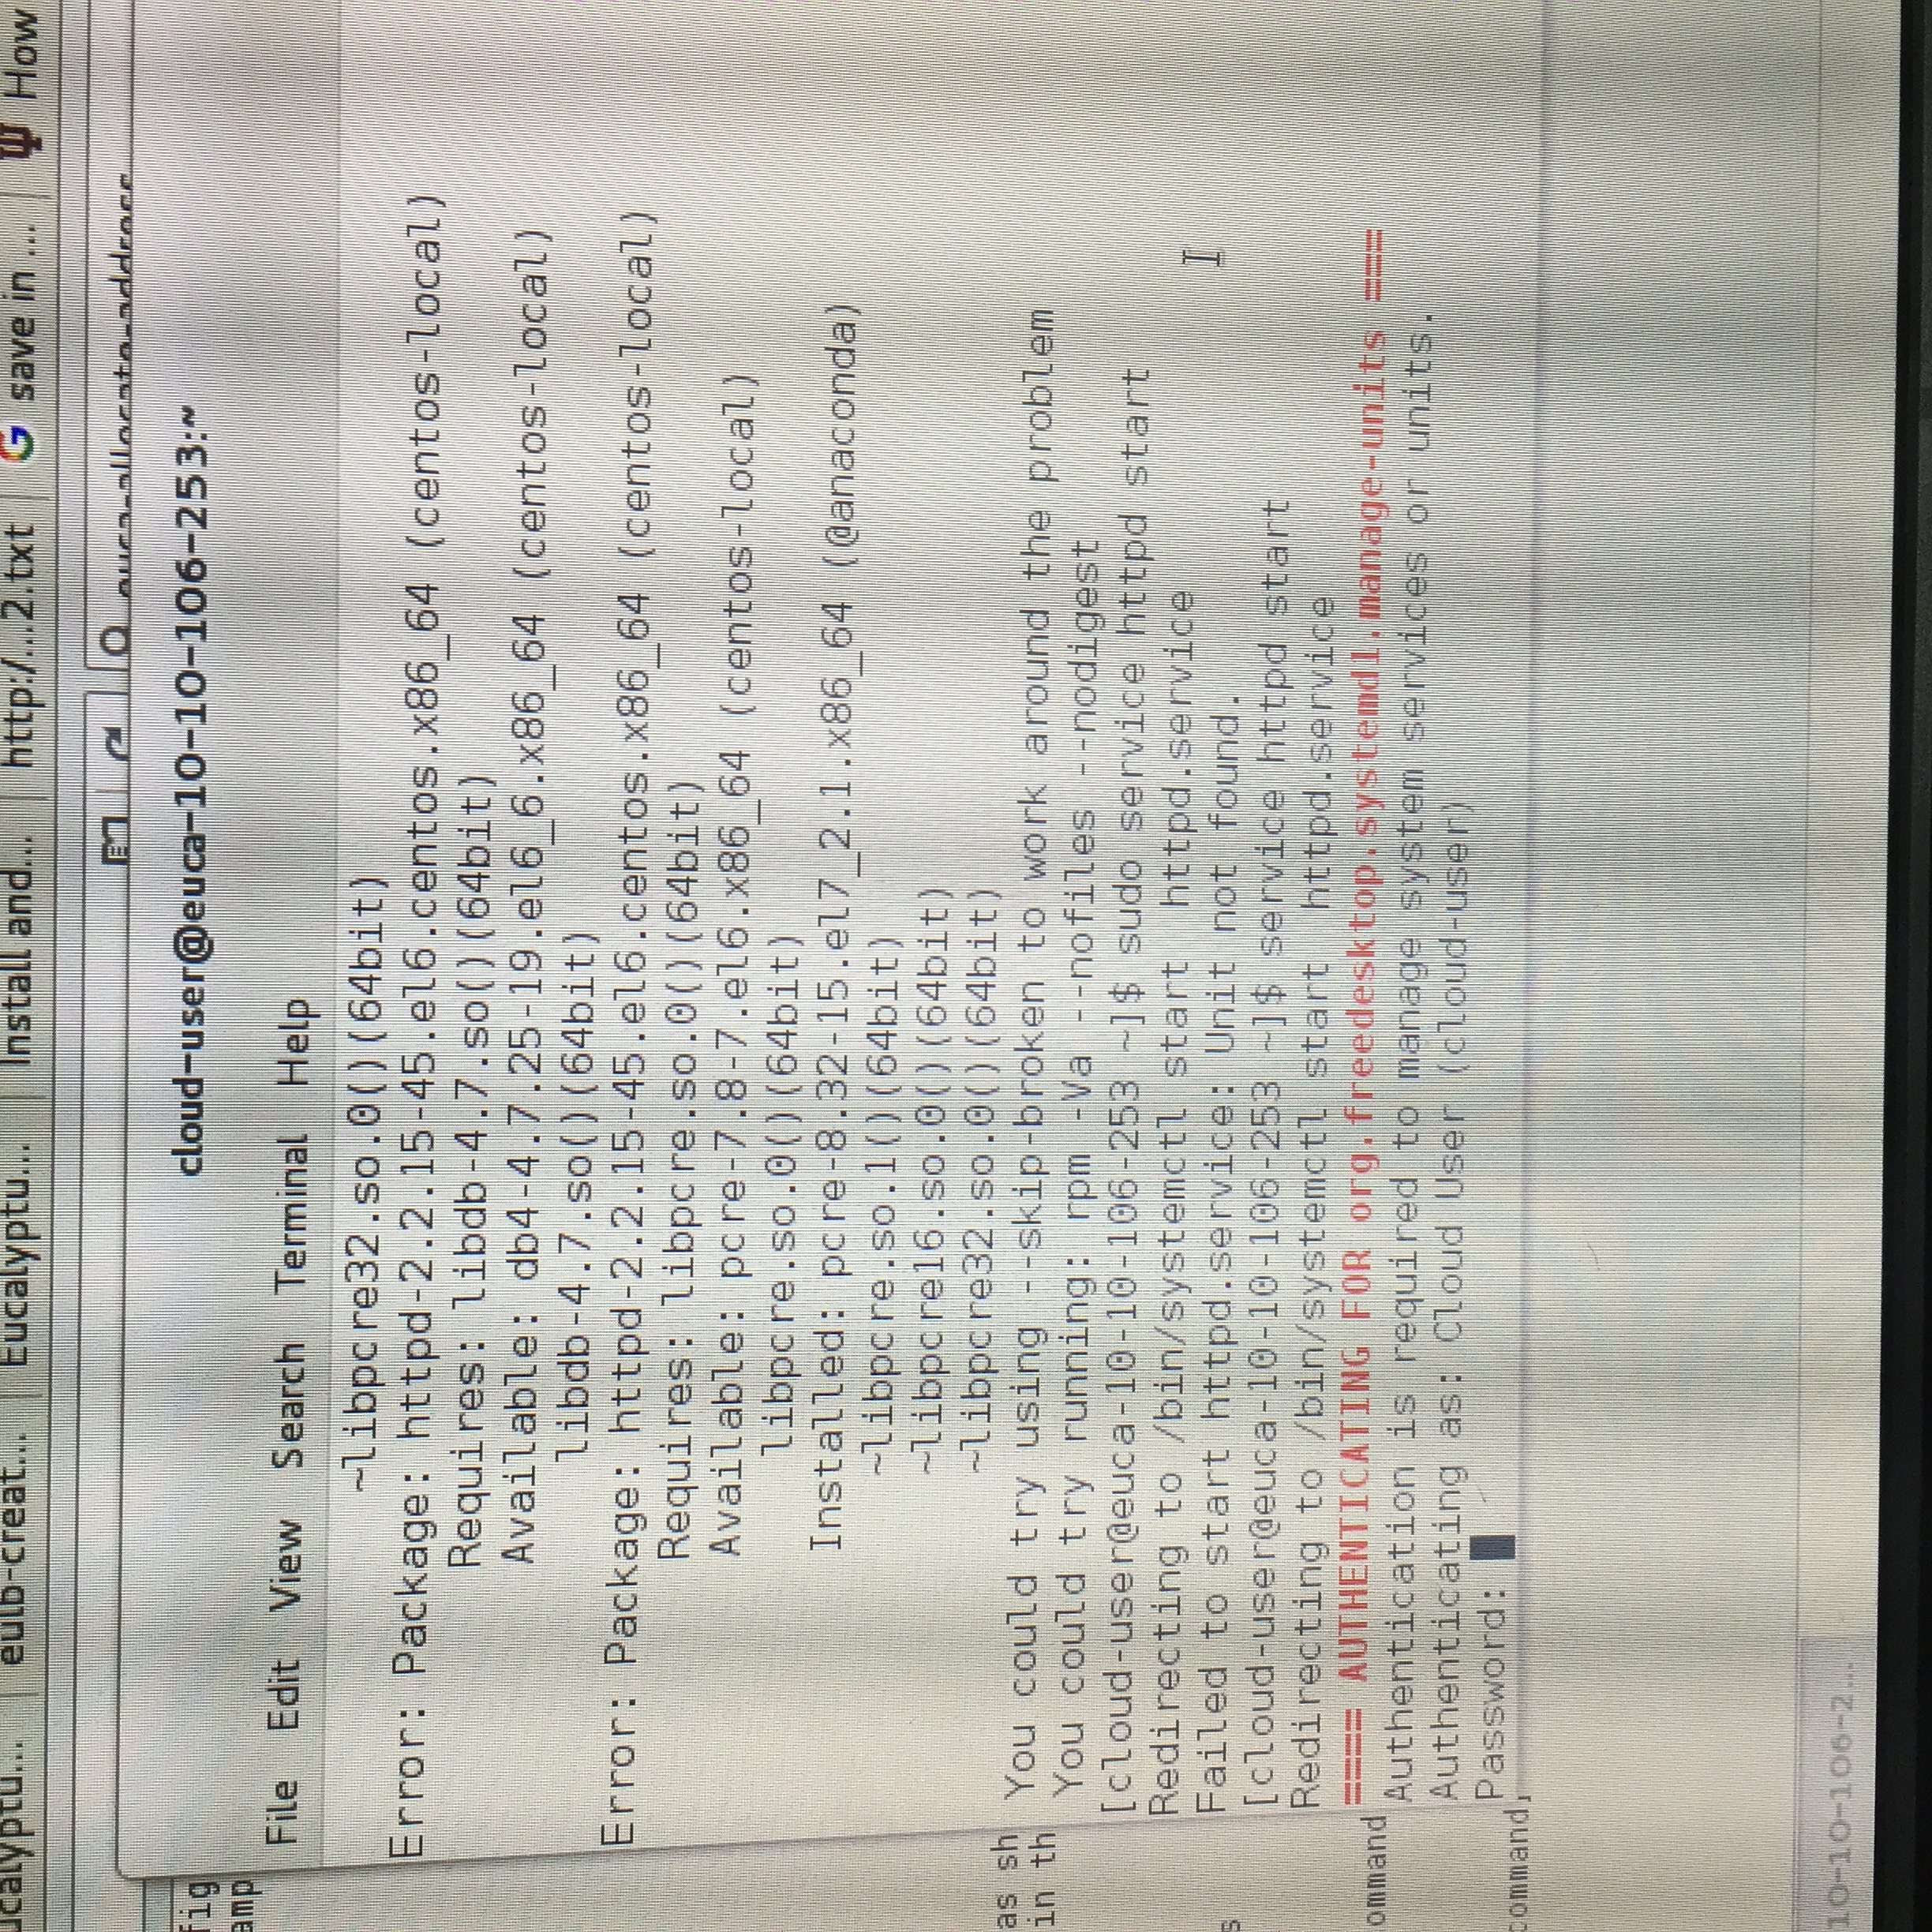 ucalyptu...
eulb-creat...
Eucalyptu...
Install and...
http:/...2.txt
save in ...
How
euca-allocate-address
fig
amp
cloud-user@euca-10-10-106-253:~
File Edit View Search Terminal Help
~libpcre32.so.0()(64bit)
Error: Package: httpd-2.2.15-45.el6.centos.x86_64 (centos-local)
Requires: libdb-4.7.so()(64bit)
Available: db4-4.7.25-19.el6_6.x86_64 (centos-local)
libdb-4.7.so()(64bit)
Error: Package: httpd-2.2.15-45.el6.centos.x86_64 (centos-local)
Requires: libpcre.so.0()(64bit)
Available: pcre-7.8-7.el6.x86_64 (centos-local)
libpcre.so.0()(64bit)
Installed: pcre-8.32-15.el7_2.1.x86_64 (@anaconda)
~libpcre.so.1()(64bit)
~libpcre16.so.0()(64bit)
~libpcre32.so.0()(64bit)
as sh
in th
You could try using --skip-broken to work around the problem
You could try running: rpm -Va --nofiles --nodigest
[cloud-user@euca-10-10-106-253 ~]$ sudo service httpd start
Redirecting to /bin/systemctl start  httpd.service
Failed to start httpd.service: Unit not found.
s
[cloud-user@euca-10-10-106-253 ~]$ service httpd start
Redirecting to /bin/systemctl start  httpd.service
==== AUTHENTICATING FOR org.freedesktop.systemd1.manage-units ===
ommand
Authentication is required to manage system services or units.
Authenticating as: Cloud User (cloud-user)
Password:
command,
10-10-106-2...